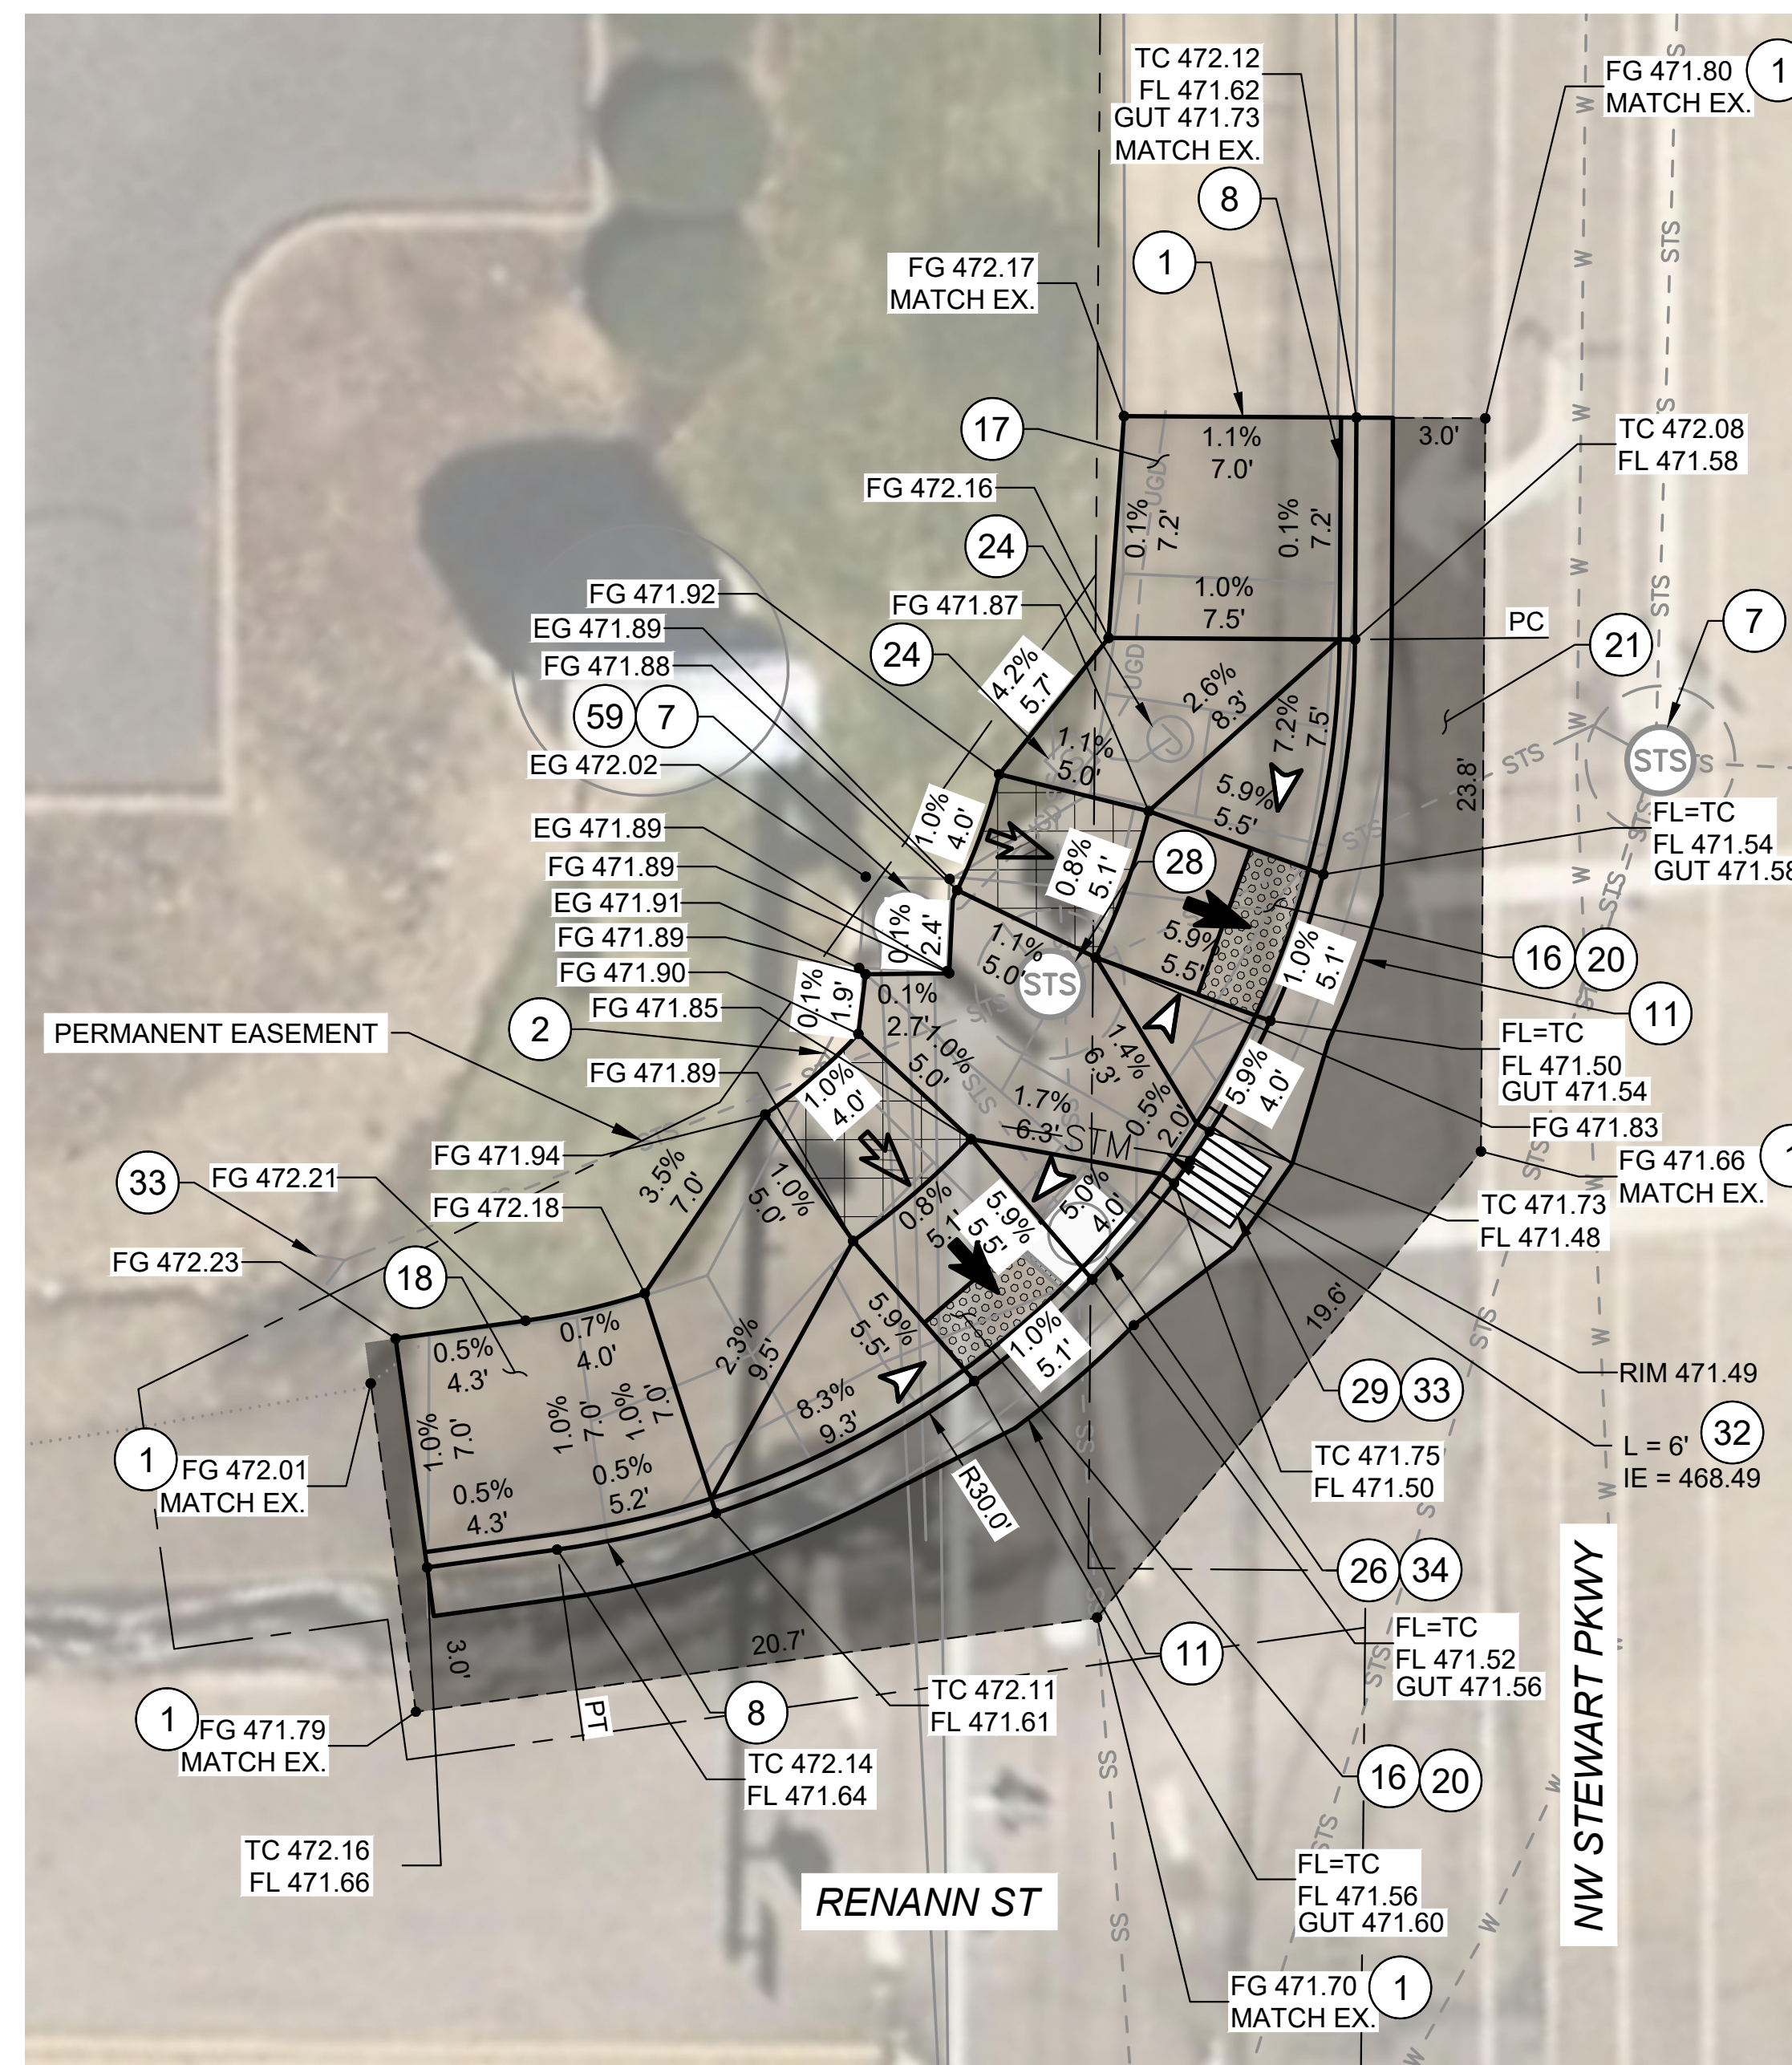 TC 472.12
FL 471.62
GUT 471.73
MATCH EX.
FG 471.80
MATCH EX.
1
8
1
FG 472.17
MATCH EX.
17
1.1%
7.0'
3.0'
TC 472.08
FL 471.58
FG 472.16
24
UGD
0.1%
7.2'
0.1%
7.2'
1.0%
7.5'
FG 471.92
EG 471.89
FG 471.88
FG 471.87
24
PC
21
7
59
7
EG 472.02
4.2%
5.7'
UGD
2.6%
8.3'
7.2%
7.5'
1.1%
5.0'
5.9%
5.5'
STS
23.8'
FL=TC
FL 471.54
GUT 471.58
EG 471.89
FG 471.89
EG 471.91
FG 471.89
FG 471.90
FG 471.85
1.0%
4.0'
UGD
0.8%
5.1'
28
0.1%
2.4'
1.1%
5.0'
STS
5.9%
5.5'
1.0%
5.1'
16
20
11
PERMANENT EASEMENT
2
0.1%
1.9'
0.1%
2.7'
STS
1.0%
5.0'
1.4%
6.3'
5.9%
4.0'
FL=TC
FL 471.50
GUT 471.54
FG 471.89
1.0%
4.0'
STS
1.7%
6.3'
STM
0.5%
2.0'
FG 471.83
FG 471.66
MATCH EX.
1
33
FG 472.21
FG 471.94
FG 472.18
3.5%
7.0'
1.0%
5.0'
0.8%
5.1'
5.9%
5.5'
5.0%
4.0'
TC 471.73
FL 471.48
FG 472.23
18
0.5%
4.3'
0.7%
4.0'
2.3%
9.5'
5.9%
5.5'
1.0%
5.1'
19.6'
RIM 471.49
29
33
L = 6'
32
IE = 468.49
1.0%
7.0'
1.0%
7.0'
1.0%
7.0'
8.3%
9.3'
1
FG 472.01
MATCH EX.
0.5%
4.3'
0.5%
5.2'
R30.0'
TC 471.75
FL 471.50
SS
26
34
3.0'
20.7'
11
FL=TC
FL 471.52
GUT 471.56
1
FG 471.79
MATCH EX.
PT
8
TC 472.11
FL 471.61
TC 472.14
FL 471.64
16
20
TC 472.16
FL 471.66
RENANN ST
NW STEWART PKWY
FL=TC
FL 471.56
GUT 471.60
FG 471.70
MATCH EX.
1
STS
STS
STS
STS
STS
STS
W
W
W
W
W
W
SS
SS